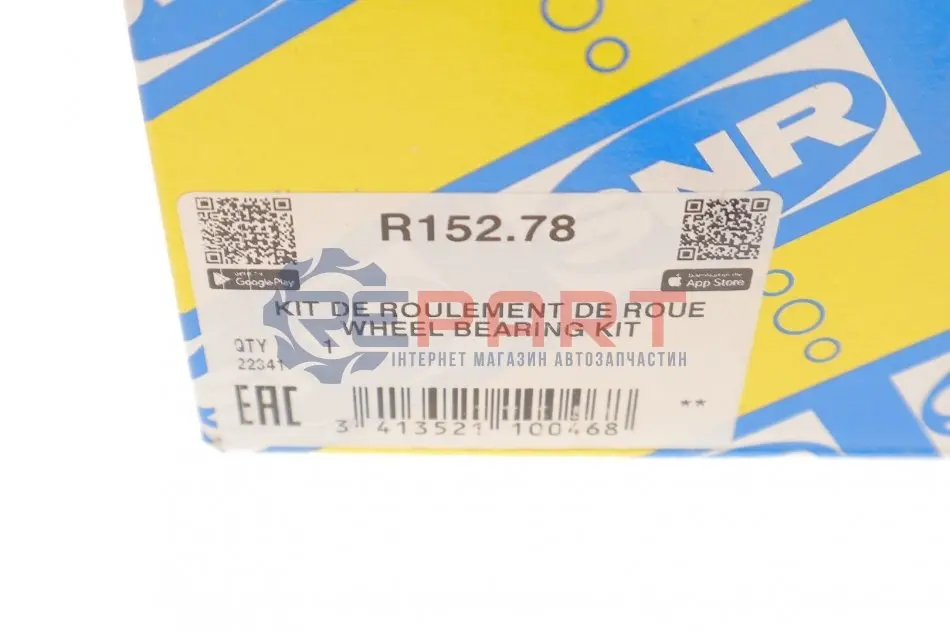 SNR
R152.78
Google Play
App Store
KIT DE ROULEMENT DE ROUE
WHEEL BEARING KIT
REPART
ІНТЕРНЕТ МАГАЗИН АВТОЗАПЧАСТИН
QTY 1
22341
EAC
3 413521 100468
**